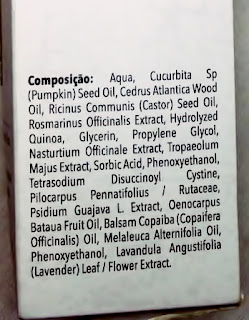 Composição: Aqua, Cucurbita Sp
(Pumpkin) Seed Oil, Cedrus Atlantica Wood
Oil, Ricinus Communis (Castor) Seed Oil,
Rosmarinus Officinalis Extract, Hydrolyzed
Quinoa, Glycerin, Propylene Glycol,
Nasturtium Officinale Extract, Tropaeolum
Majus Extract, Sorbic Acid, Phenoxyethanol,
Tetrasodium Disuccinoyl Cystine,
Pilocarpus Pennatifolius / Rutaceae,
Psidium Guajava L. Extract, Oenocarpus
Bataua Fruit Oil, Balsam Copaiba (Copaifera
Officinalis) Oil, Melaleuca Alternifolia Oil,
Phenoxyethanol, Lavandula Angustifolia
(Lavender) Leaf / Flower Extract.